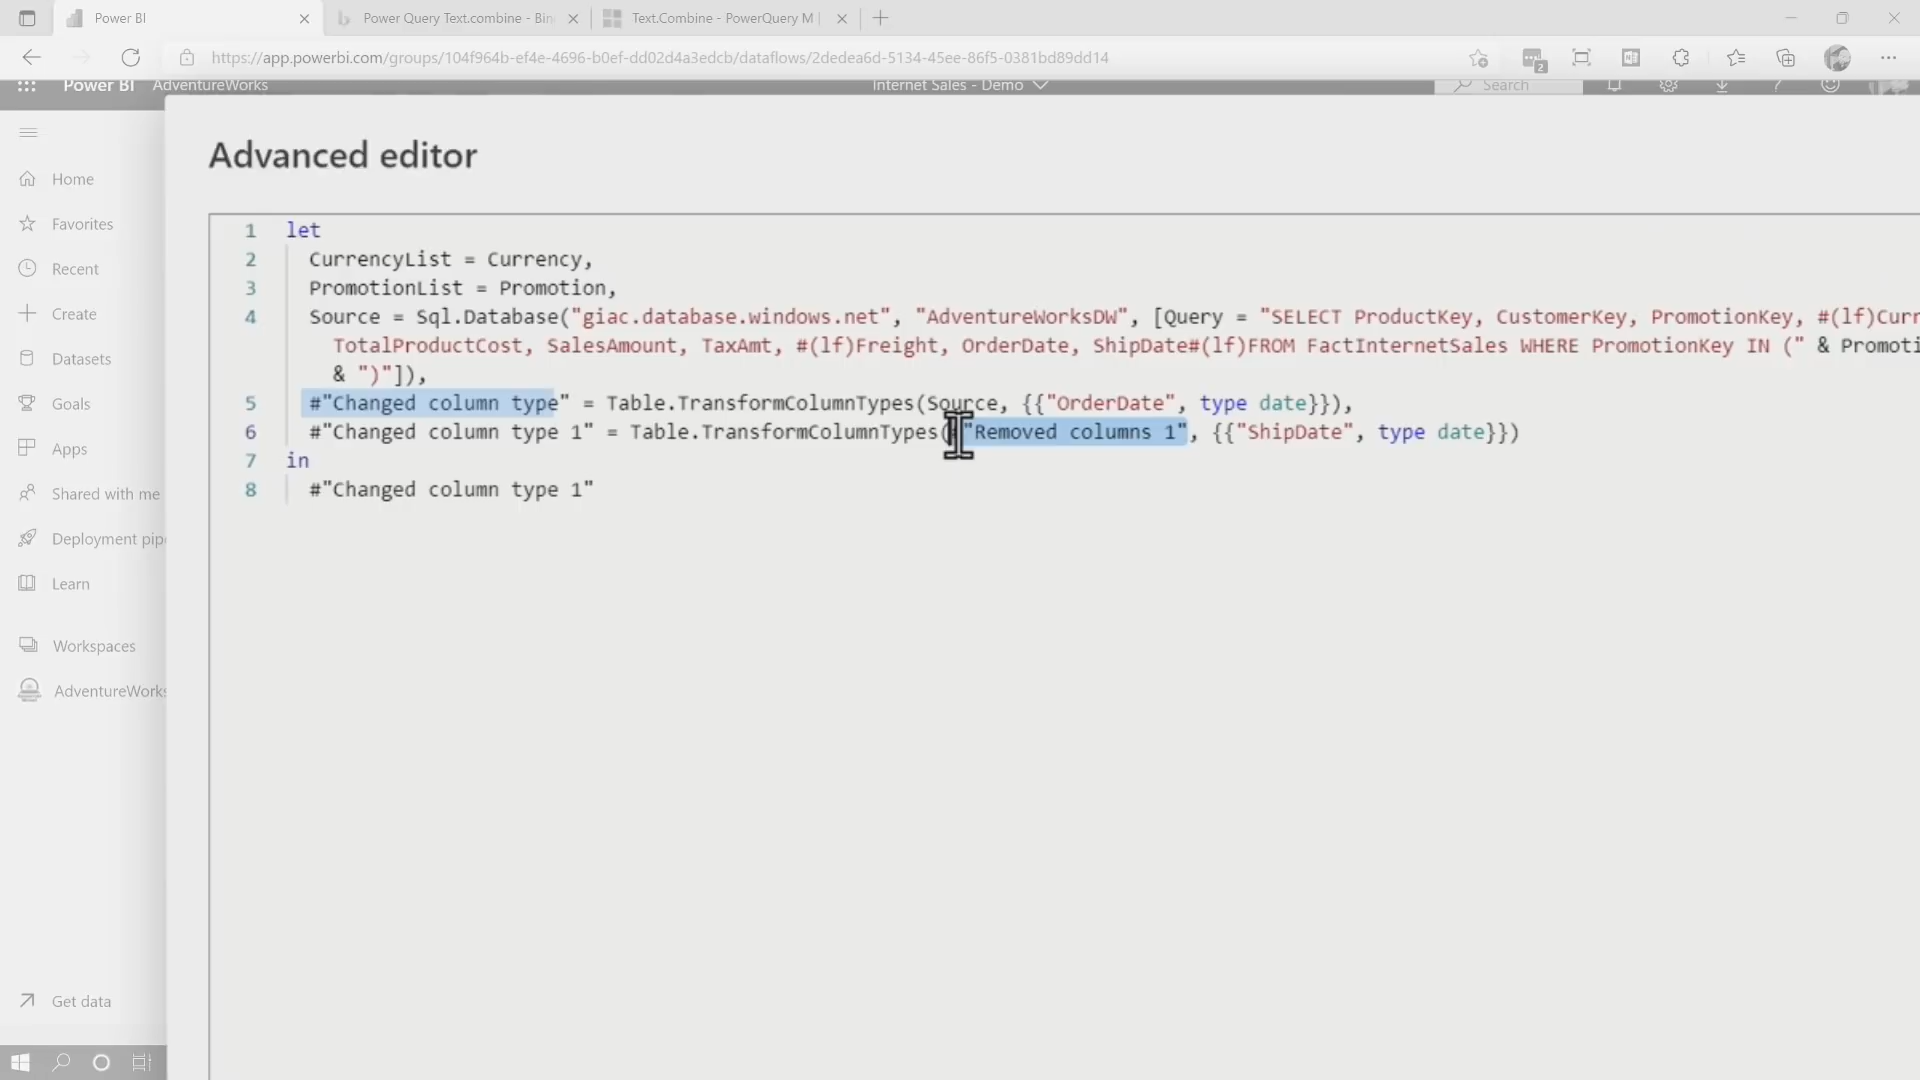 Power BI
Power Query Text.combine - Bin
Text.Combine - PowerQuery M
https://app.powerbi.com/groups/104f964b-ef4e-4696-b0ef-dd02d4a3edcb/dataflows/2dedea6d-5134-45ee-86f5-0381bd89dd14
2
Power BI AdventureWorks
Internet Sales - Demo
Search
Home
Favorites
Recent
Create
Datasets
Goals
Apps
Shared with me
Deployment pip
Learn
Workspaces
AdventureWorks
Get data
Advanced editor
1 let
2 CurrencyList = Currency,
3 PromotionList = Promotion,
4 Source = Sql.Database("giac.database.windows.net", "AdventureWorksDW", [Query = "SELECT ProductKey, CustomerKey, PromotionKey, #(lf)Curr
TotalProductCost, SalesAmount, TaxAmt, #(lf)Freight, OrderDate, ShipDate#(lf)FROM FactInternetSales WHERE PromotionKey IN (" & Promoti
& ")"]),
5 #"Changed column type" = Table.TransformColumnTypes(Source, {{"OrderDate", type date}}),
6 #"Changed column type 1" = Table.TransformColumnTypes(#"Removed columns 1", {{"ShipDate", type date}})
7 in
8 #"Changed column type 1"